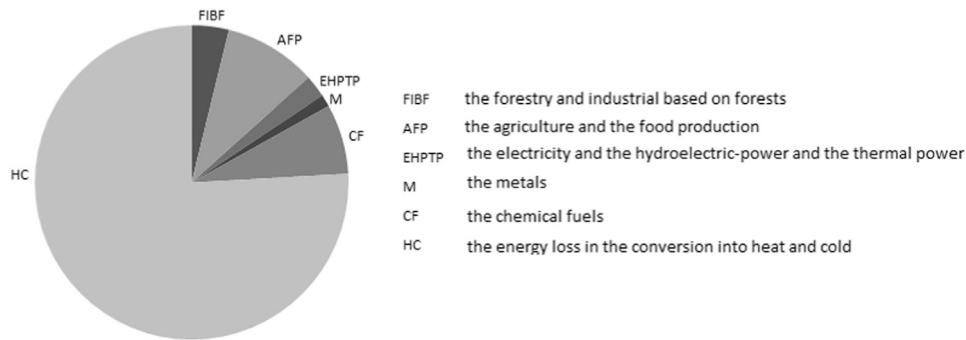 FIBF
AFP
EHPTP
M
CF
HC
FIBF the forestry and industrial based on forests
AFP the agriculture and the food production
EHPTP the electricity and the hydroelectric-power and the thermal power
M the metals
CF the chemical fuels
HC the energy loss in the conversion into heat and cold